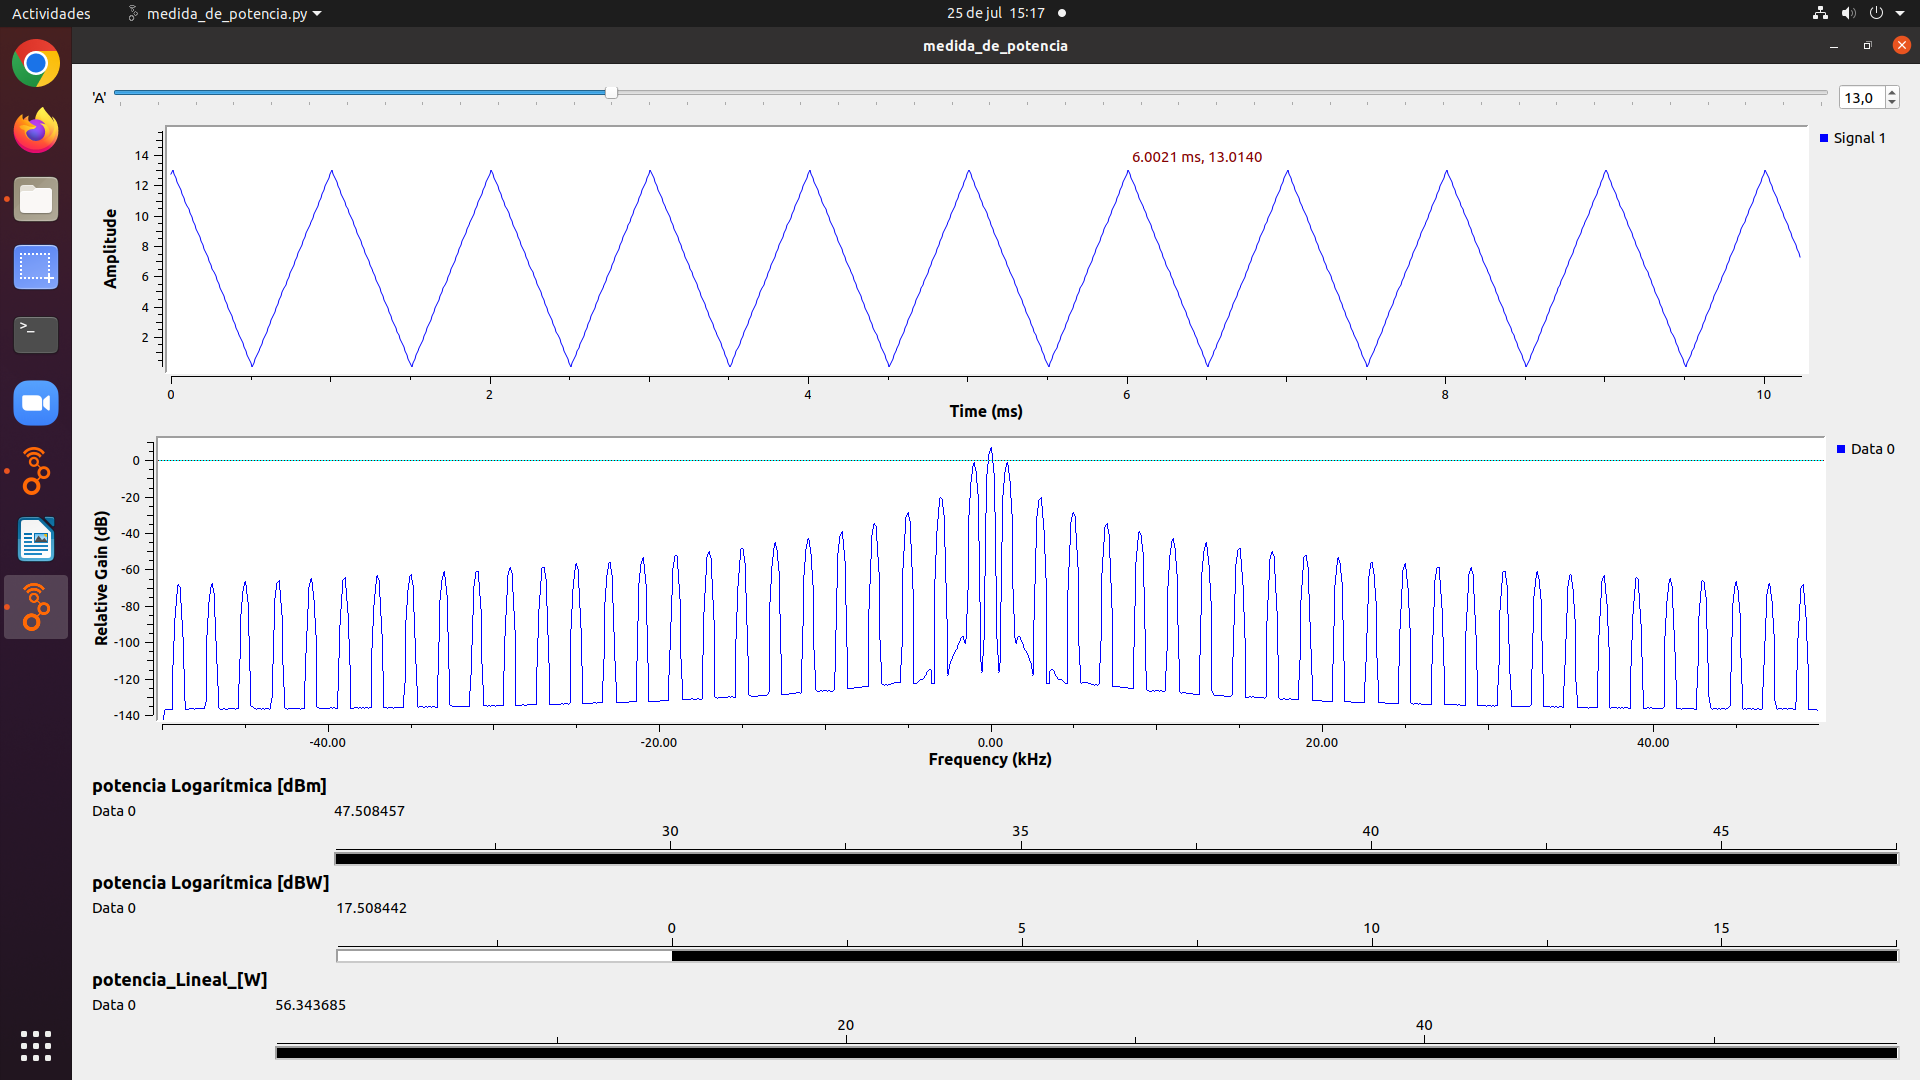 Actividades medida_de_potencia.py 25 de jul 15:17
medida_de_potencia
'A' 13,0
Signal 1
6.0021 ms, 13.0140
14
12
10
8
6
4
2
Amplitude
0 2 4 6 8 10
Time (ms)
Data 0
0
-20
-40
-60
-80
-100
-120
-140
Relative Gain (dB)
-40.00 -20.00 0.00 20.00 40.00
Frequency (kHz)
potencia Logarítmica [dBm]
Data 0 47.508457
30 35 40 45
potencia Logarítmica [dBW]
Data 0 17.508442
0 5 10 15
potencia_Lineal_[W]
Data 0 56.343685
20 40